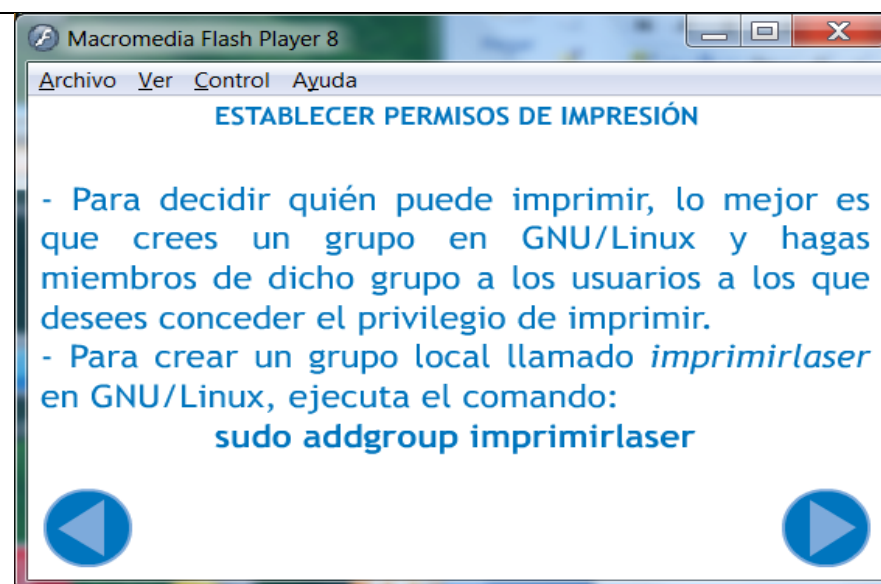 Macromedia Flash Player 8
Archivo Ver Control Ayuda
ESTABLECER PERMISOS DE IMPRESIÓN
- Para decidir quién puede imprimir, lo mejor es
que crees un grupo en GNU/Linux y hagas
miembros de dicho grupo a los usuarios a los que
desees conceder el privilegio de imprimir.
- Para crear un grupo local llamado imprimirlaser
en GNU/Linux, ejecuta el comando:
sudo addgroup imprimirlaser